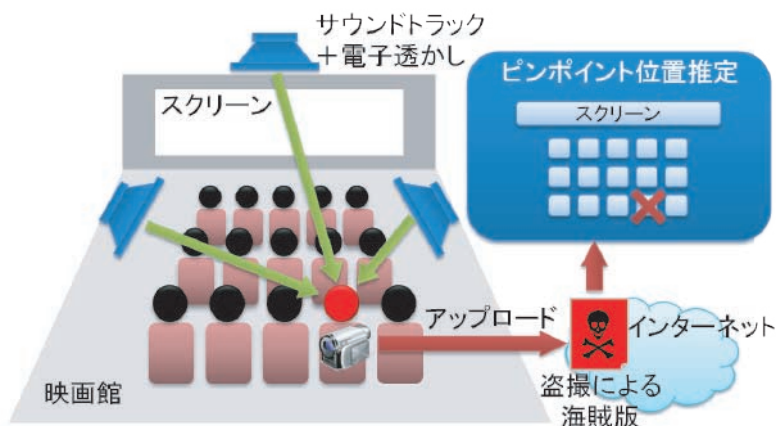 サウンドトラック
＋電子透かし
スクリーン
ピンポイント位置推定
スクリーン
アップロード
インターネット
盗撮による
海賊版
映画館